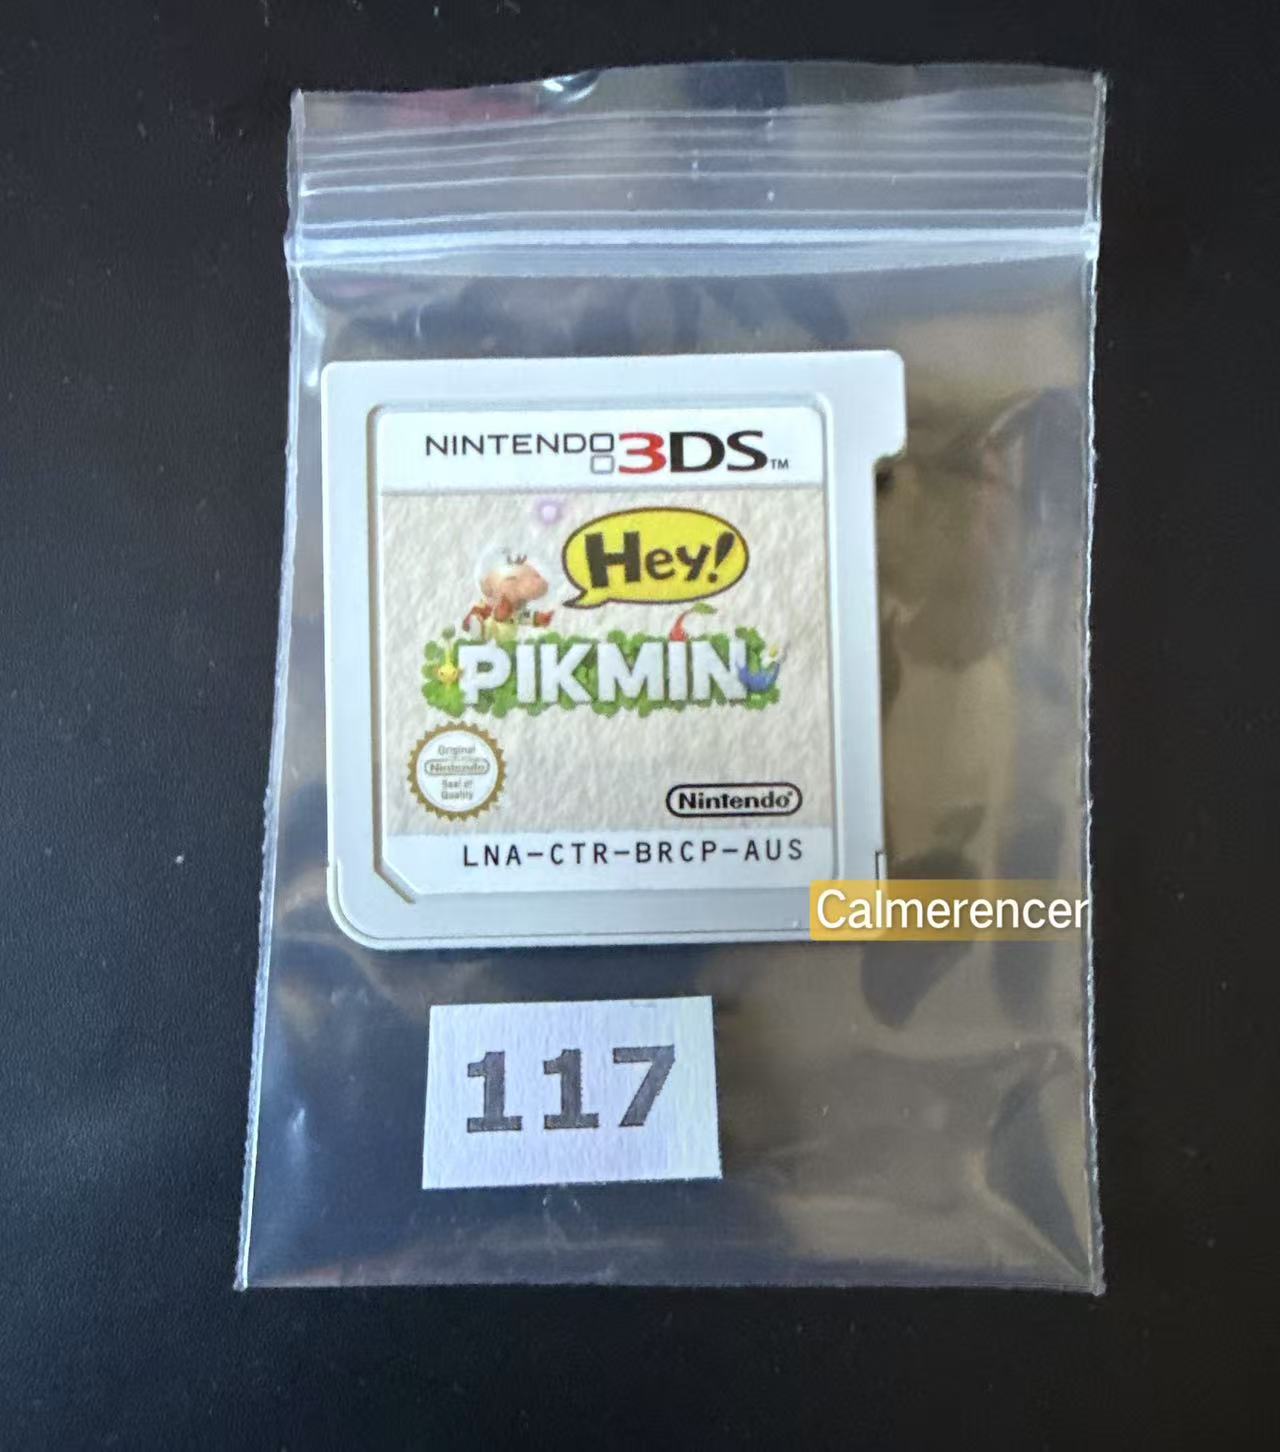 NINTENDO 3DS™
Hey!
PIKMIN
Original
Nintendo
Seal of
Quality
Nintendo®
LNA-CTR-BRCP-AUS
Calmerencer
117